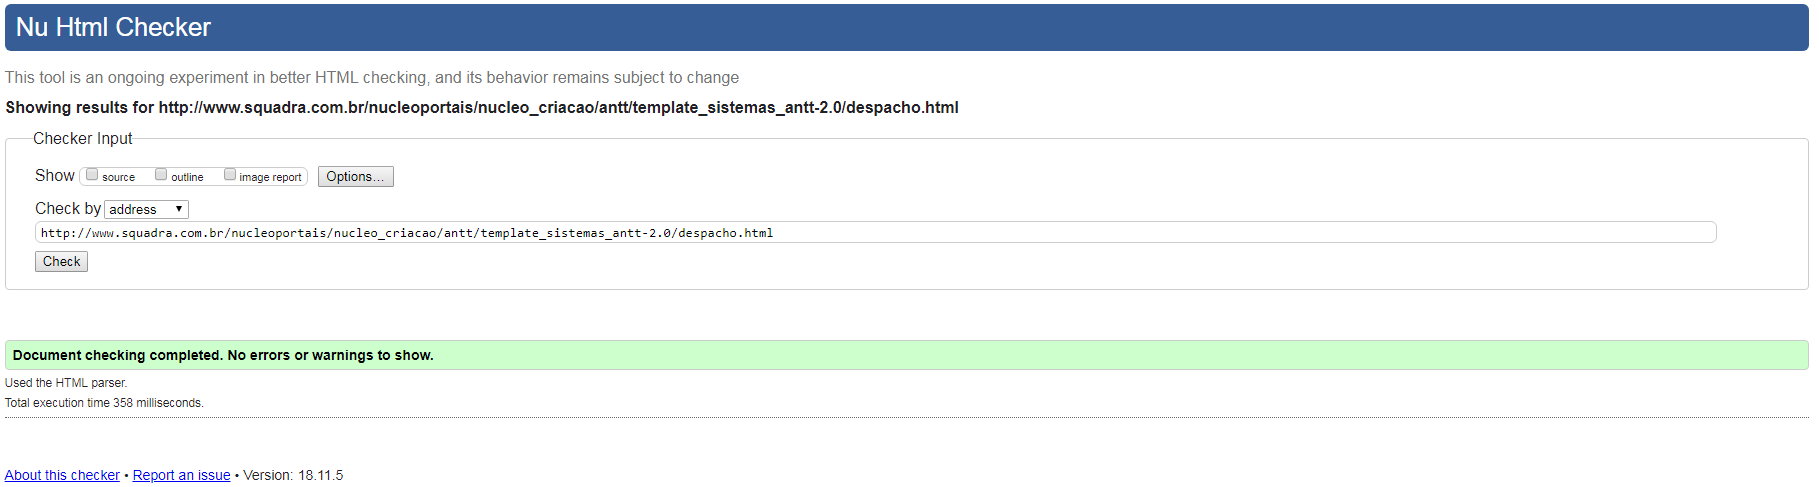 Nu Html Checker
This tool is an ongoing experiment in better HTML checking, and its behavior remains subject to change
Showing results for http://www.squadra.com.br/nucleoportais/nucleo_criacao/antt/template_sistemas_antt-2.0/despacho.html
Checker Input
Show source outline image report Options...
Check by address
http://www.squadra.com.br/nucleoportais/nucleo_criacao/antt/template_sistemas_antt-2.0/despacho.html
Check
Document checking completed. No errors or warnings to show.
Used the HTML parser.
Total execution time 358 milliseconds.
About this checker • Report an issue • Version: 18.11.5